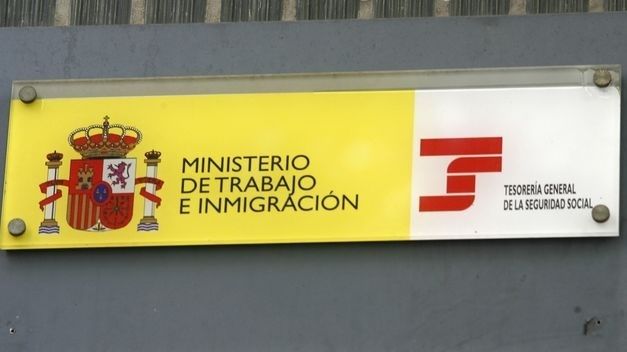 MINISTERIO
DE TRABAJO
E INMIGRACIÓN
TESORERÍA GENERAL
DE LA SEGURIDAD SOCIAL